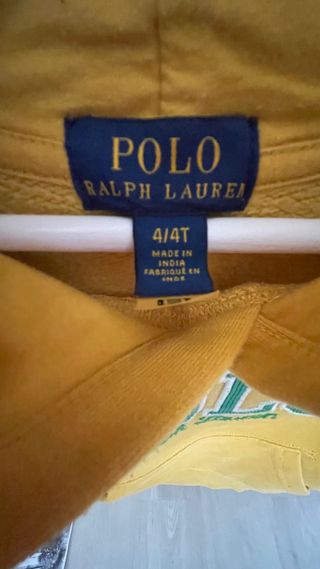 POLO
RALPH LAUREN
4/4T
MADE IN
INDIA
FABRIQUÉ EN
INDE